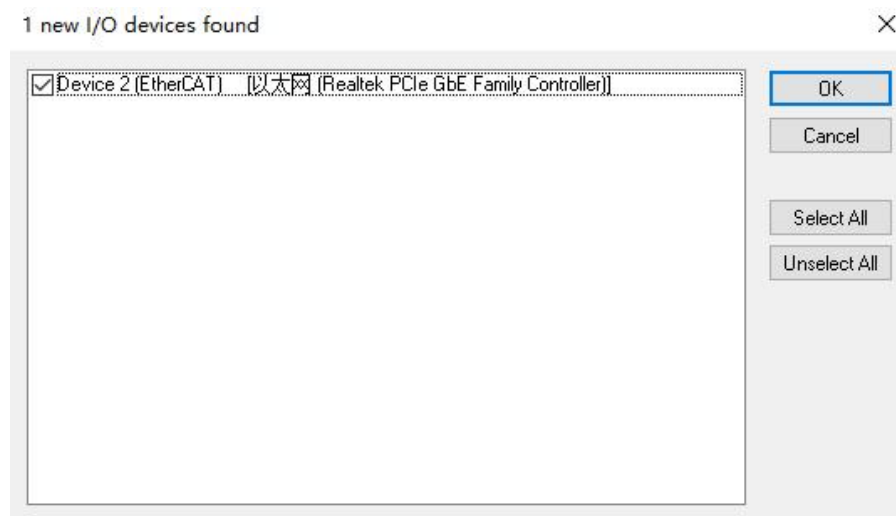 1 new I/O devices found
Device 2 (EtherCAT) [以太网 (Realtek PCIe GbE Family Controller)]
OK
Cancel
Select All
Unselect All